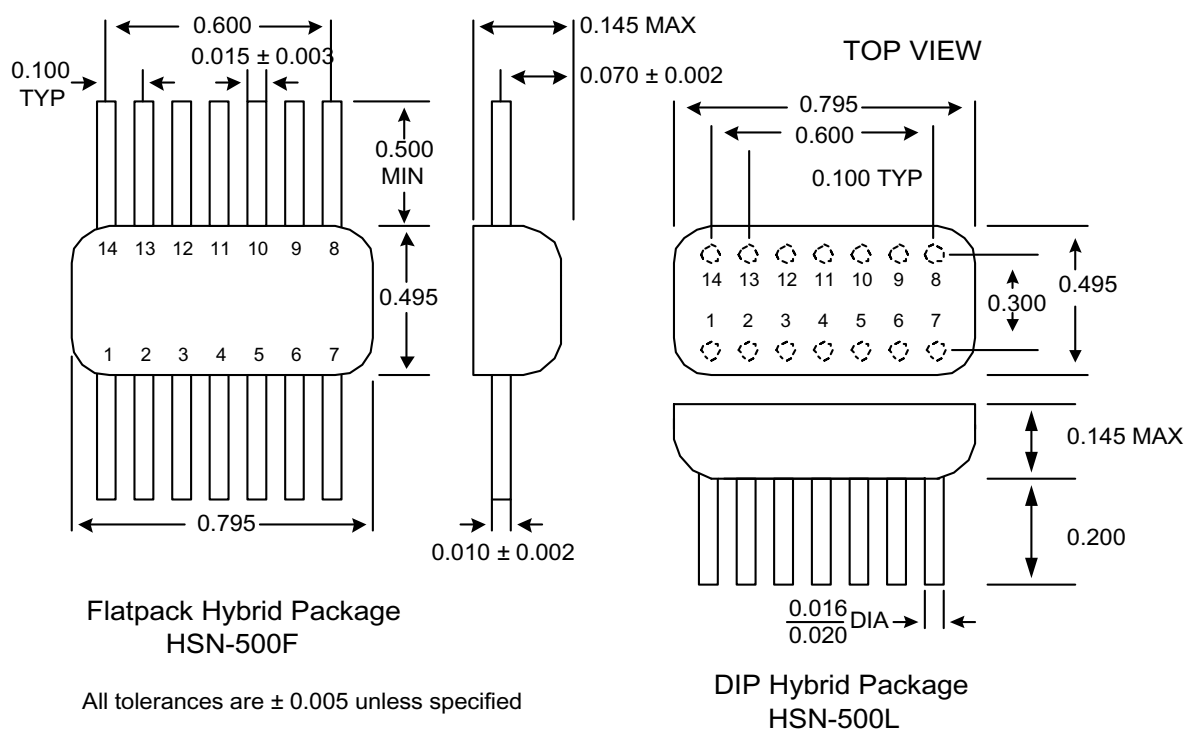 0.600
0.145 MAX
0.015 ± 0.003
0.100
TYP
0.070 ± 0.002
0.500
MIN
14 13 12 11 10 9 8
0.495
1 2 3 4 5 6 7
0.795
0.010 ± 0.002
Flatpack Hybrid Package
HSN-500F
All tolerances are ± 0.005 unless specified
TOP VIEW
0.795
0.600
0.100 TYP
14 13 12 11 10 9 8
0.300
0.495
1 2 3 4 5 6 7
0.145 MAX
0.200
0.016
0.020 DIA
DIP Hybrid Package
HSN-500L